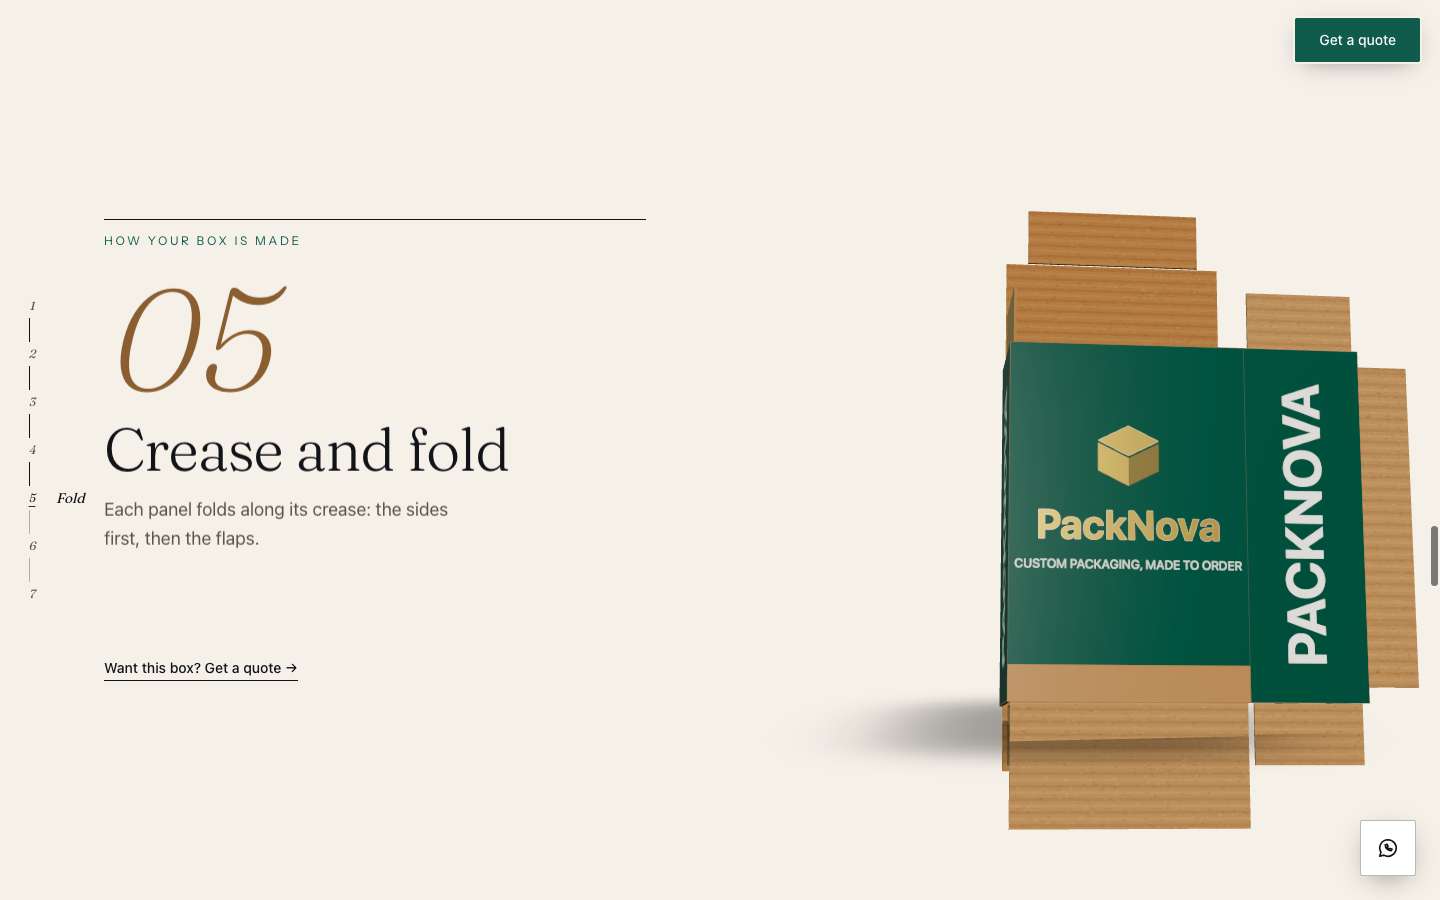 Get a quote
HOW YOUR BOX IS MADE
05
Crease and fold
Each panel folds along its crease: the sides
first, then the flaps.
Want this box? Get a quote →
1
2
3
4
5 Fold
6
7
PackNova
CUSTOM PACKAGING, MADE TO ORDER
PACKNOVA